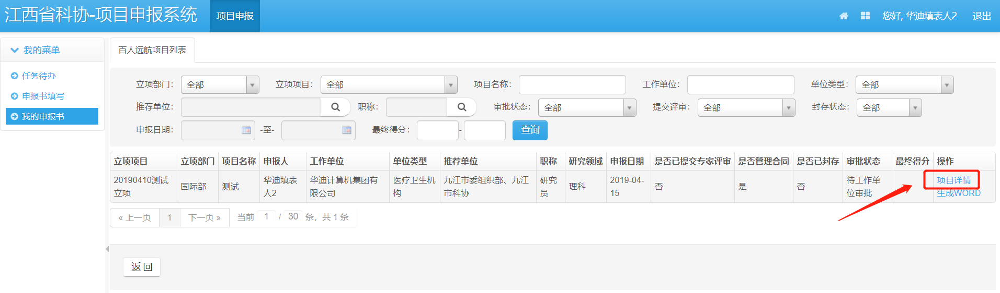 江西省科协-项目申报系统 项目申报 您好, 华迪填表人2 退出
我的菜单
任务待办
申报书填写
我的申报书
百人远航项目列表
立项部门： 全部 立项项目： 全部 项目名称： 工作单位： 单位类型： 全部
推荐单位： 职称： 审批状态： 全部 提交评审： 全部 封存状态： 全部
申报日期： -至- 最终得分： - 查询
立项项目 立项部门 项目名称 申报人 工作单位 单位类型 推荐单位 职称 研究领域 申报日期 是否已提交专家评审 是否管理合同 是否已封存 审批状态 最终得分 操作
20190410测试立项 国际部 测试 华迪填表人2 华迪计算机集团有限公司 医疗卫生机构 九江市委组织部、九江市科协 研究员 理科 2019-04-15 否 是 否 待工作单位审批 项目详情
生成WORD
« 上一页 1 下一页 » 当前 1 / 30 条，共 1 条
返 回